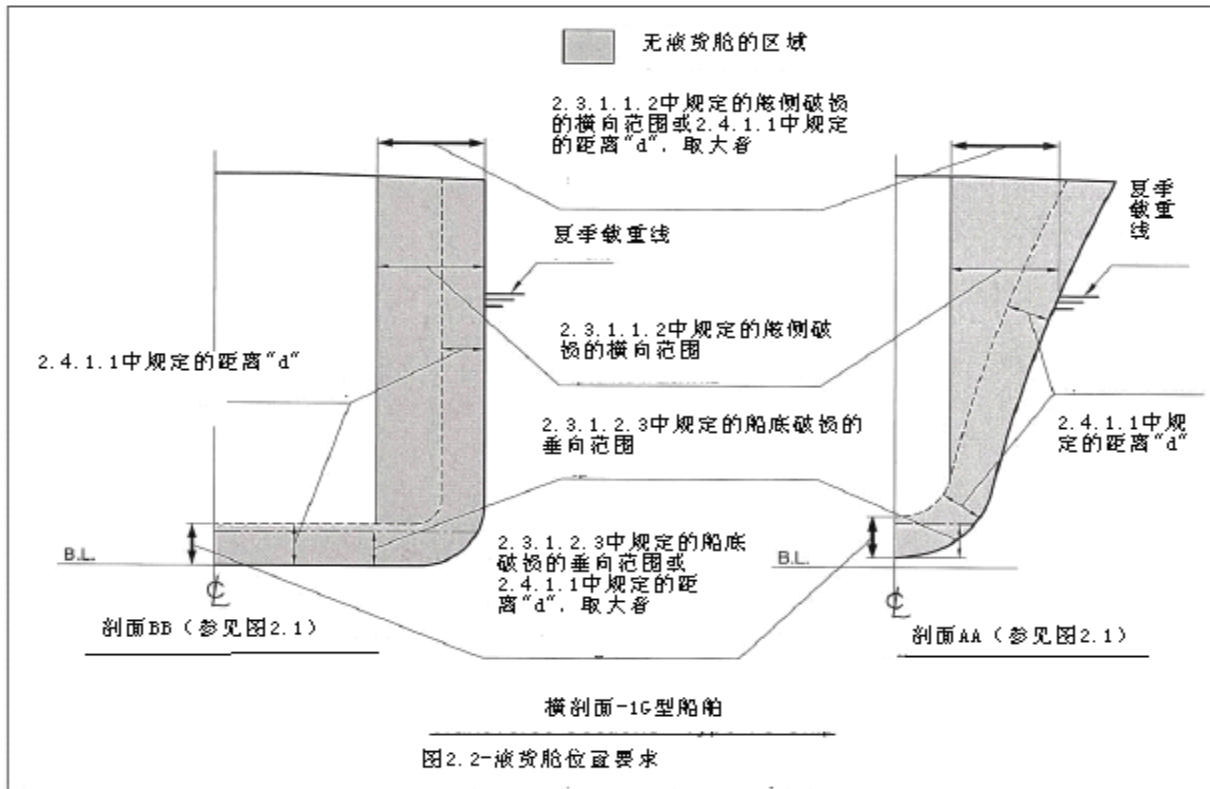 无液货舱的区域
2.3.1.1.2中规定的舷侧破损
的横向范围或2.4.1.1中规定
的距离"d"，取大者
夏季载重线
夏季
载重
线
2.3.1.1.2中规定的舷侧破
损的横向范围
2.4.1.1中规定的距离"d"
2.3.1.2.3中规定的船底破损的
垂向范围
2.4.1.1中规
定的距离"d"
2.3.1.2.3中规定的船底
破损的垂向范围或
2.4.1.1中规定的距
离"d"，取大者
B.L.
B.L.
剖面BB（参见图2.1）
剖面AA（参见图2.1）
横剖面-1G型船舶
图2.2-液货舱位置要求